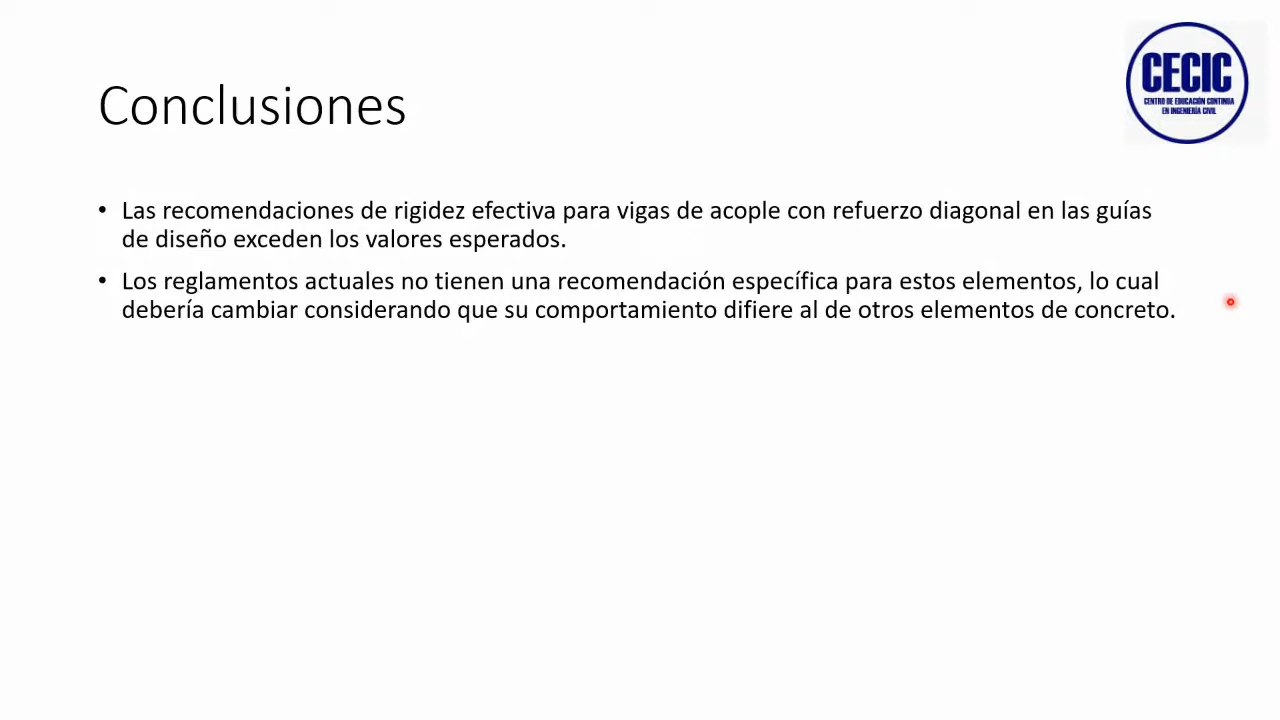 CECIC
CENTRO DE EDUCACIÓN CONTINUA
EN INGENIERÍA CIVIL
Conclusiones
• Las recomendaciones de rigidez efectiva para vigas de acople con refuerzo diagonal en las guías
de diseño exceden los valores esperados.
• Los reglamentos actuales no tienen una recomendación específica para estos elementos, lo cual
debería cambiar considerando que su comportamiento difiere al de otros elementos de concreto.